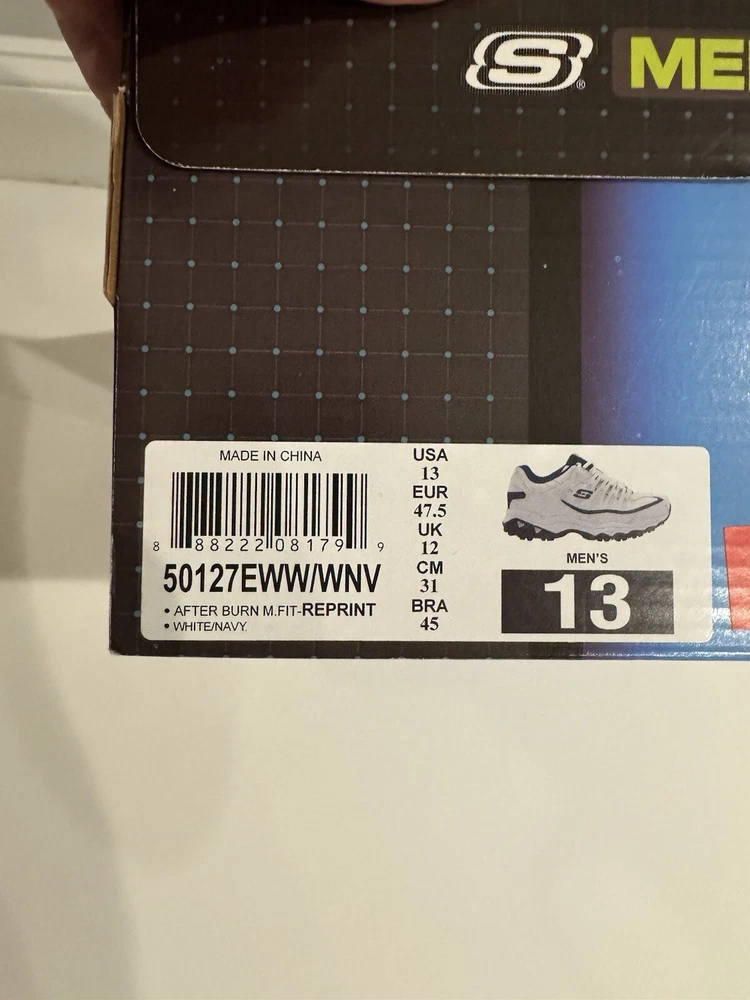 S®
MADE IN CHINA
8 88222 08179 9
50127EWW/WNV
• AFTER BURN M.FIT-REPRINT
• WHITE/NAVY
USA
13
EUR
47.5
UK
12
CM
31
BRA
45
MEN'S
13